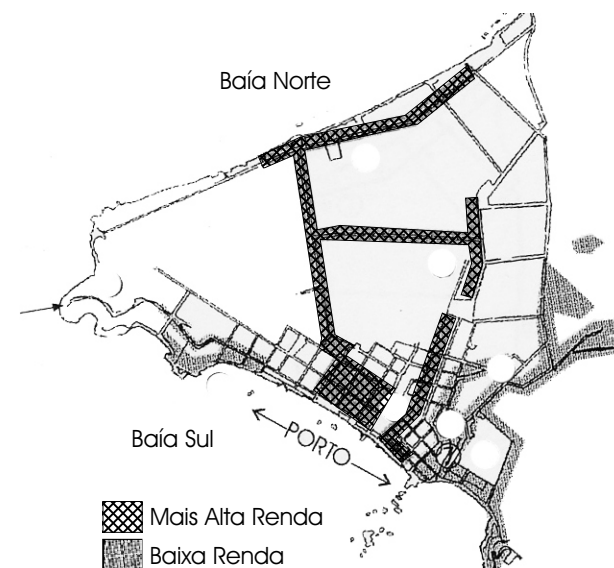 Baía Norte
Baía Sul
PORTO
Mais Alta Renda
Baixa Renda